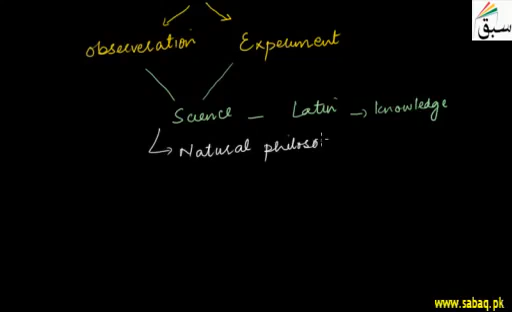 سبق
observeration Experiment
Science — Latin → knowledge
Natural philoso
www.sabaq.pk